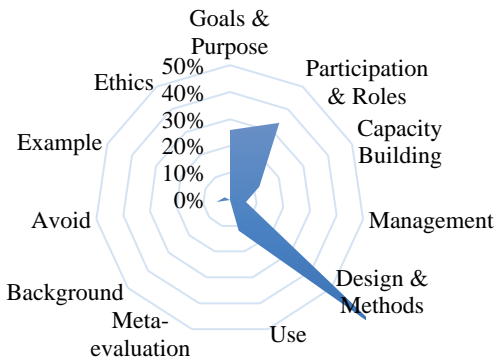 Goals &
Purpose
Participation
& Roles
Capacity
Building
Management
Design &
Methods
Use
Meta-
evaluation
Background
Avoid
Example
Ethics
50%
40%
30%
20%
10%
0%